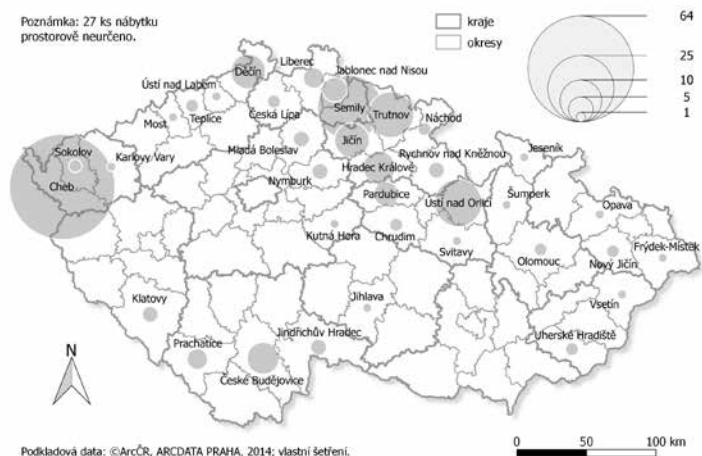 Poznámka: 27 ks nábytku
prostorově neurčeno.
kraje
okresy
64
25
10
5
1
Děčín
Liberec
Jablonec nad Nisou
Ústí nad Labem
Semily
Trutnov
Česká Lípa
Teplice
Most
Náchod
Jičín
Mladá Boleslav
Jeseník
Sokolov
Karlovy Vary
Hradec Králové
Rychnov nad Kněžnou
Cheb
Nymburk
Pardubice
Šumperk
Ústí nad Orlicí
Opava
Kutná Hora
Chrudim
Svitavy
Olomouc
Nový Jičín
Frýdek-Místek
Vsetín
Klatovy
Jihlava
Jindřichův Hradec
Uherské Hradiště
Prachatice
České Budějovice
N
0 50 100 km
Podkladová data: ©ArcČR, ARCDATA PRAHA, 2014; vlastní šetření.